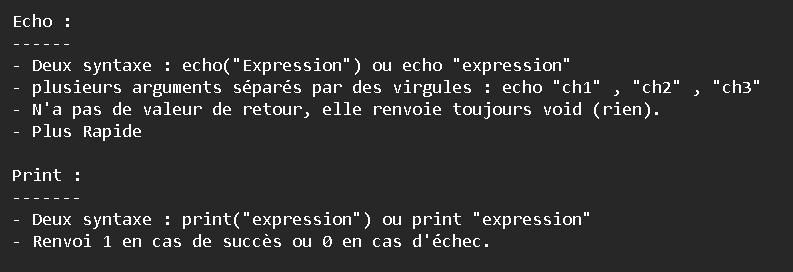 Echo :
------
- Deux syntaxe : echo("Expression") ou echo "expression"
- plusieurs arguments séparés par des virgules : echo "ch1" , "ch2" , "ch3"
- N'a pas de valeur de retour, elle renvoie toujours void (rien).
- Plus Rapide
Print :
-------
- Deux syntaxe : print("expression") ou print "expression"
- Renvoi 1 en cas de succès ou 0 en cas d'échec.